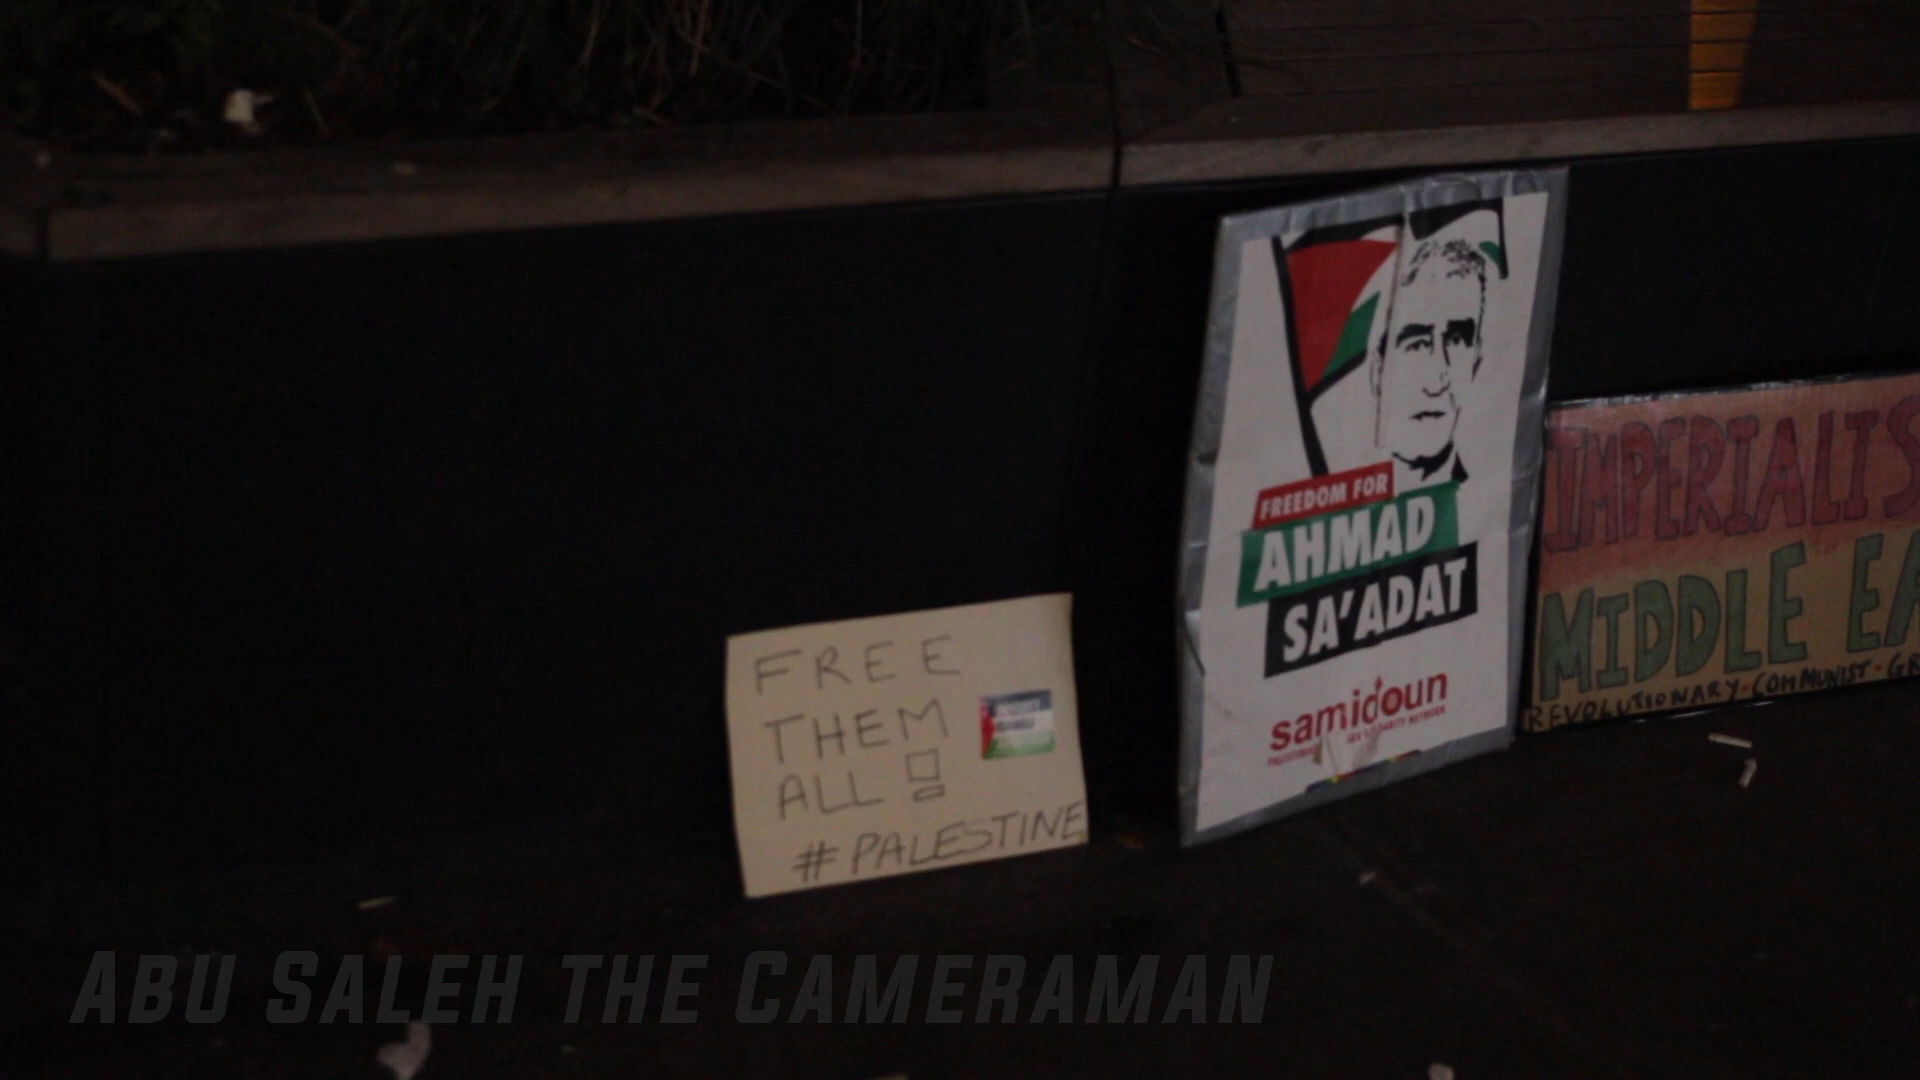 FREE
THEM
ALL!
#PALESTINE
FREEDOM FOR
AHMAD
SA'ADAT
samidoun
IMPERIALIS
MIDDLE EA
REVOLUTIONARY · COMMUNIST · GR
ABU SALEH THE CAMERAMAN